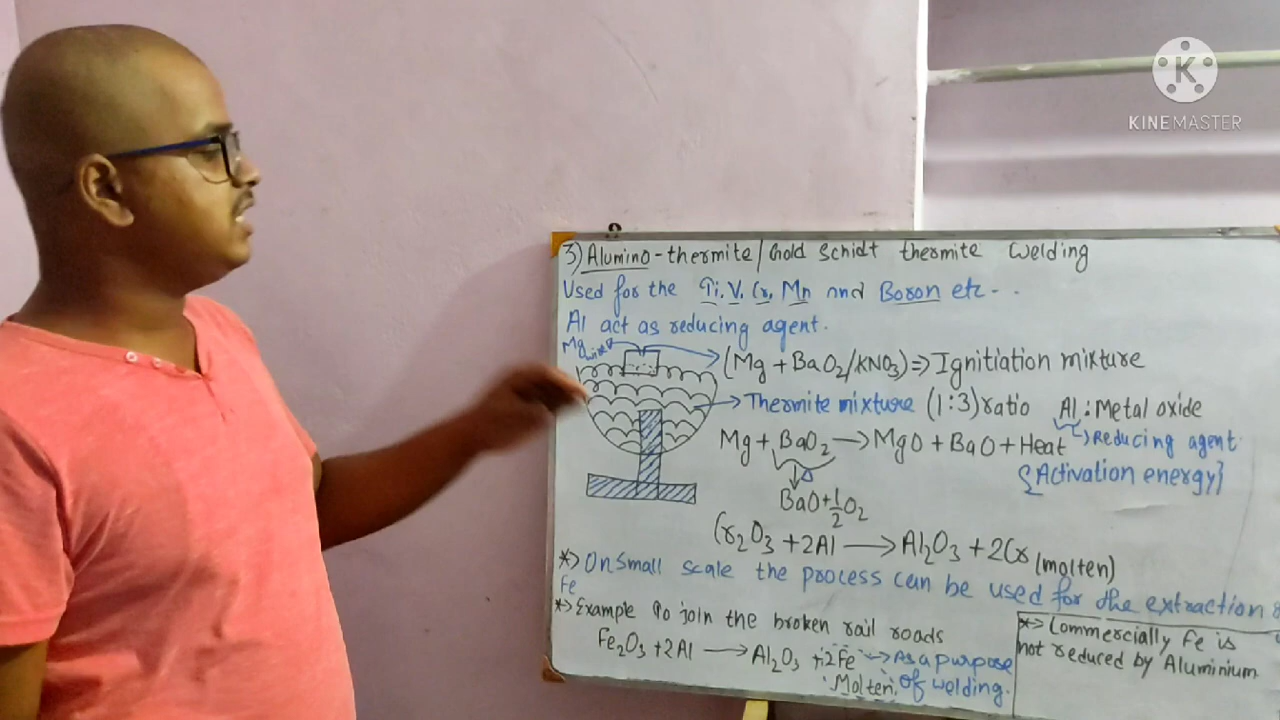 KINEMASTER
3) Alumino-thermite/Gold Schidt thermite welding
Used for the Ti, V, Cr, Mn and Boron etc...
Al act as reducing agent.
Mg
(Mg + BaO2/KNO3) => Ignitiation mixture
Thermite mixture (1:3) ratio Al : Metal oxide
Reducing agent
Mg + BaO2 → MgO + BaO + Heat
{Activation energy}
Δ
BaO + 1/2 O2
Cr2O3 + 2Al → Al2O3 + 2Cr (molten)
*> On small scale the process can be used for the extraction
Fe
*> Example To join the broken rail roads
Fe2O3 + 2Al → Al2O3 + 2Fe → As a purpose
Molten. of welding.
*> Commercially Fe is
not reduced by Aluminium